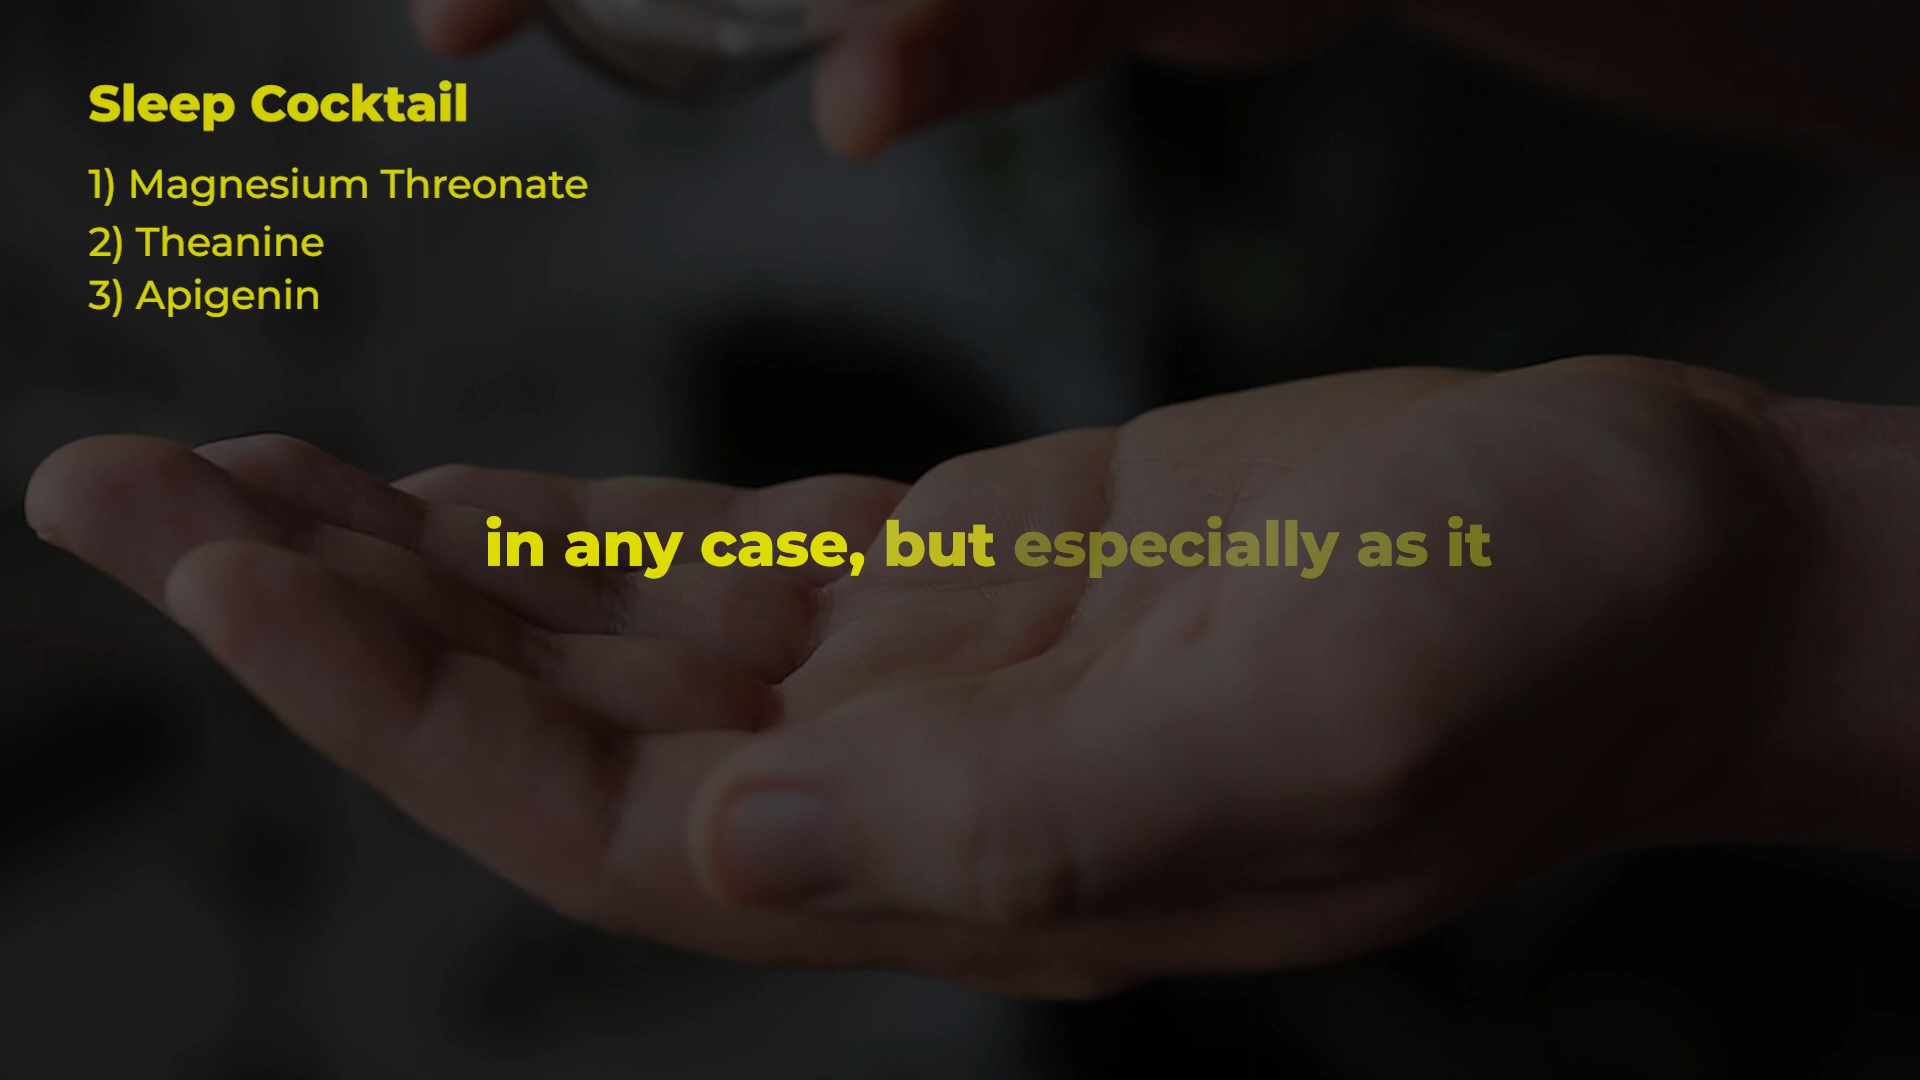 Sleep Cocktail
1) Magnesium Threonate
2) Theanine
3) Apigenin
in any case, but especially as it